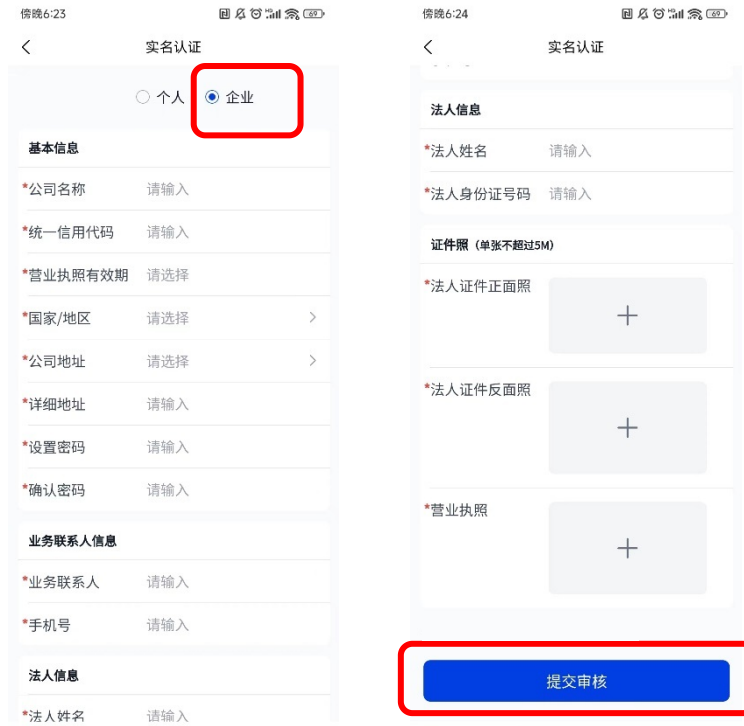 傍晚6:23
69
实名认证
个人
企业
基本信息
*公司名称 请输入
*统一信用代码 请输入
*营业执照有效期 请选择
*国家/地区 请选择
*公司地址 请选择
*详细地址 请输入
*设置密码 请输入
*确认密码 请输入
业务联系人信息
*业务联系人 请输入
*手机号 请输入
法人信息
*法人姓名 请输入
傍晚6:24
69
实名认证
法人信息
*法人姓名 请输入
*法人身份证号码 请输入
证件照（单张不超过5M）
*法人证件正面照
*法人证件反面照
*营业执照
提交审核